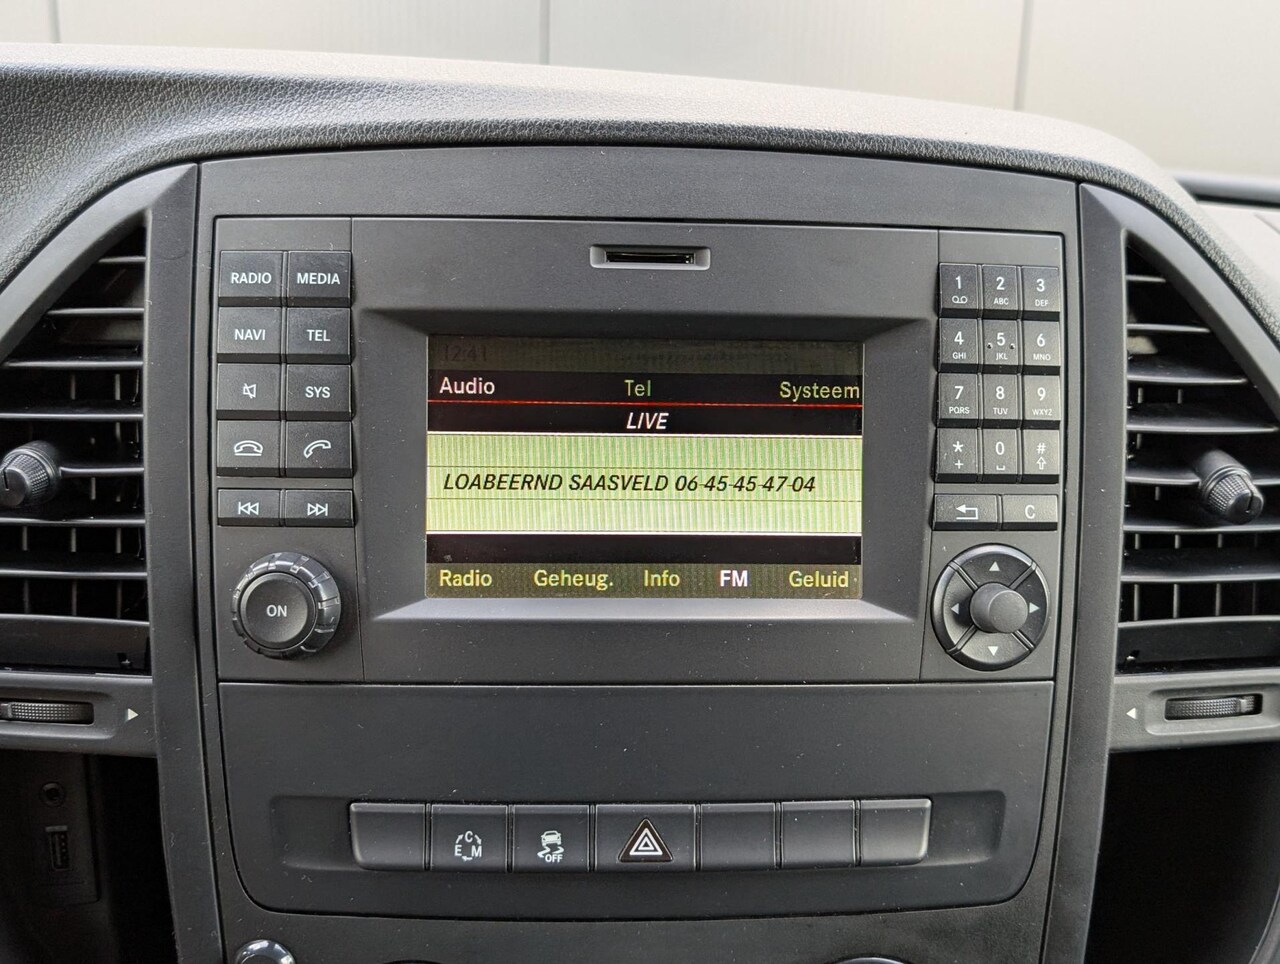 RADIO MEDIA
NAVI TEL
SYS
ON
12:41
Audio Tel Systeem
LIVE
LOABEERND SAASVELD 06-45-45-47-04
Radio Geheug. Info FM Geluid
1 2 ABC 3 DEF
4 GHI 5 JKL 6 MNO
7 PQRS 8 TUV 9 WXYZ
* + 0 #
C
C E M
OFF